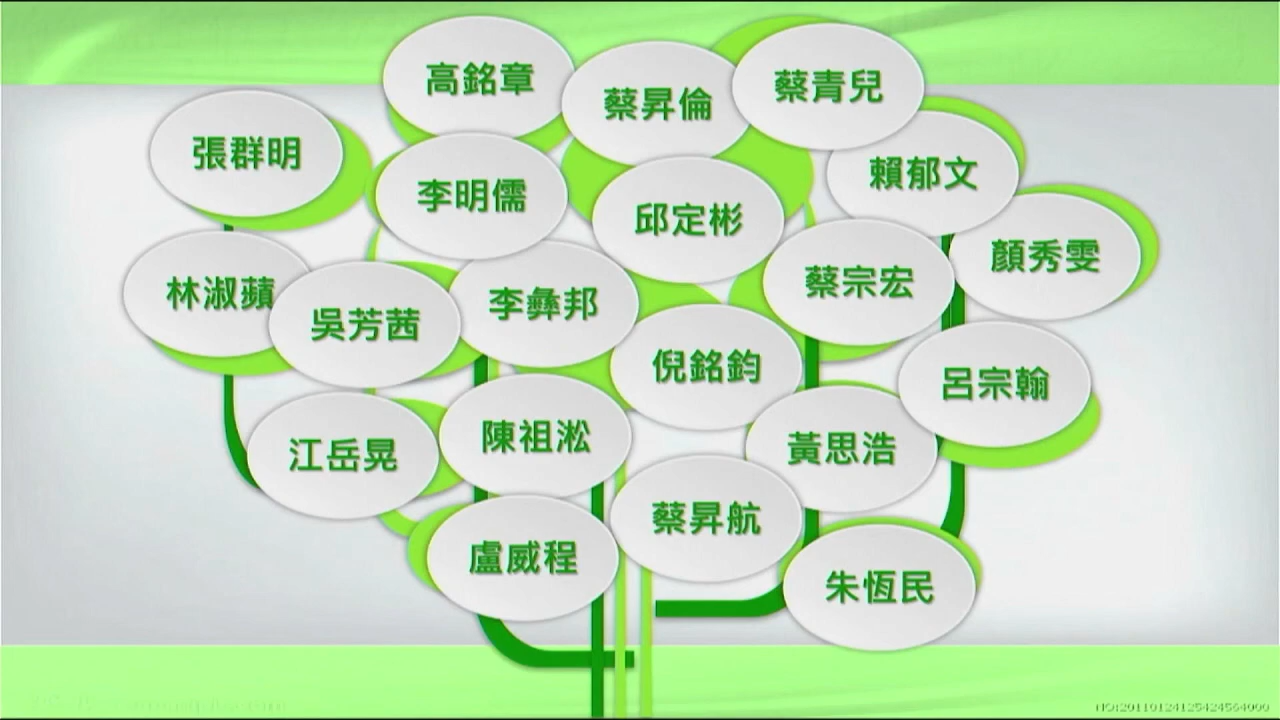 高銘章
蔡昇倫
蔡青兒
張群明
李明儒
邱定彬
賴郁文
顏秀雯
林淑蘋
吳芳茜
李彝邦
蔡宗宏
倪銘鈞
呂宗翰
江岳晃
陳祖淞
黃思浩
蔡昇航
盧威程
朱恆民
NO:20110124125424564000